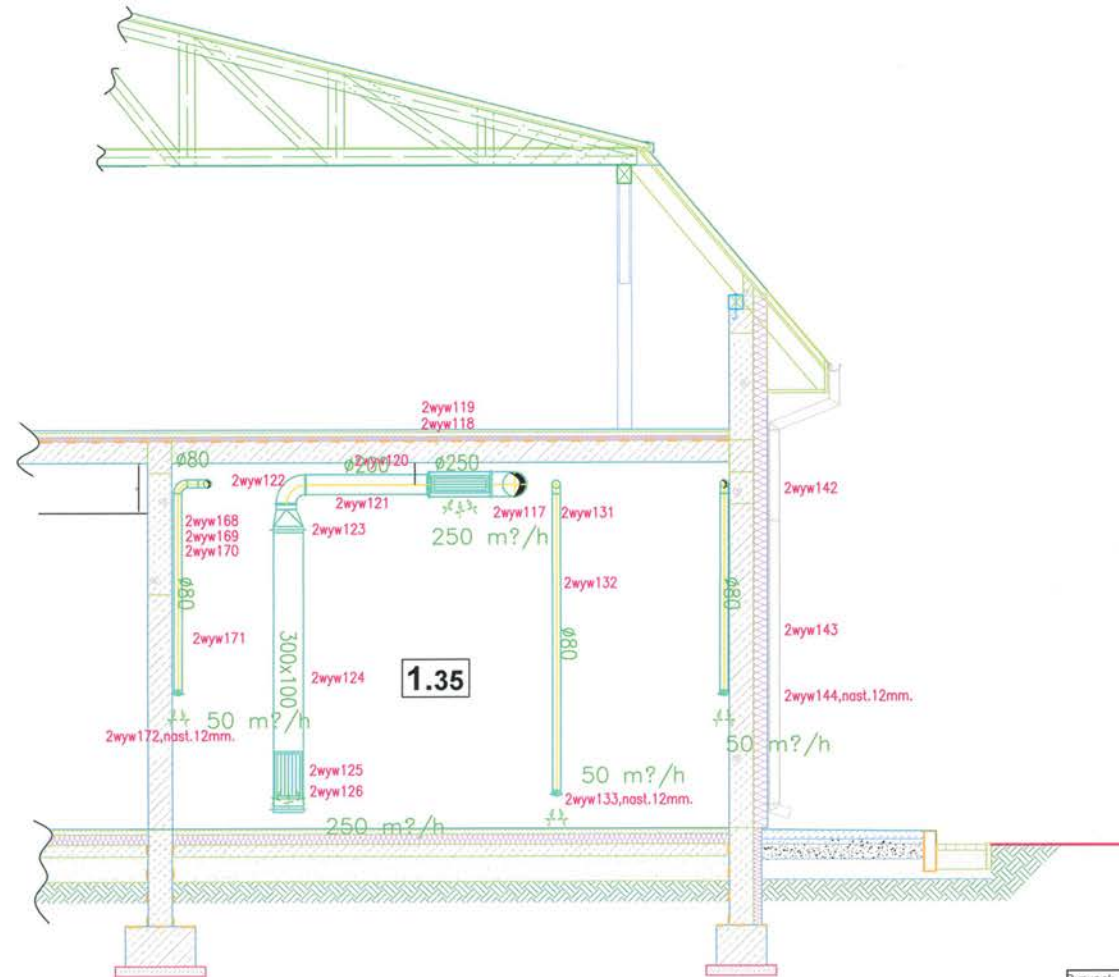 2wyw119
2wyw118
ø80
ø200
2wyw120
ø250
2wyw122
2wyw121
2wyw117
2wyw131
2wyw142
2wyw168
2wyw169
2wyw170
2wyw123
250 m?/h
2wyw132
ø80
ø80
ø80
2wyw171
300x100
2wyw124
1.35
2wyw143
2wyw144,nast.12mm.
50 m?/h
2wyw172,nast.12mm.
50 m?/h
2wyw125
2wyw126
50 m?/h
2wyw133,nast.12mm.
250 m?/h